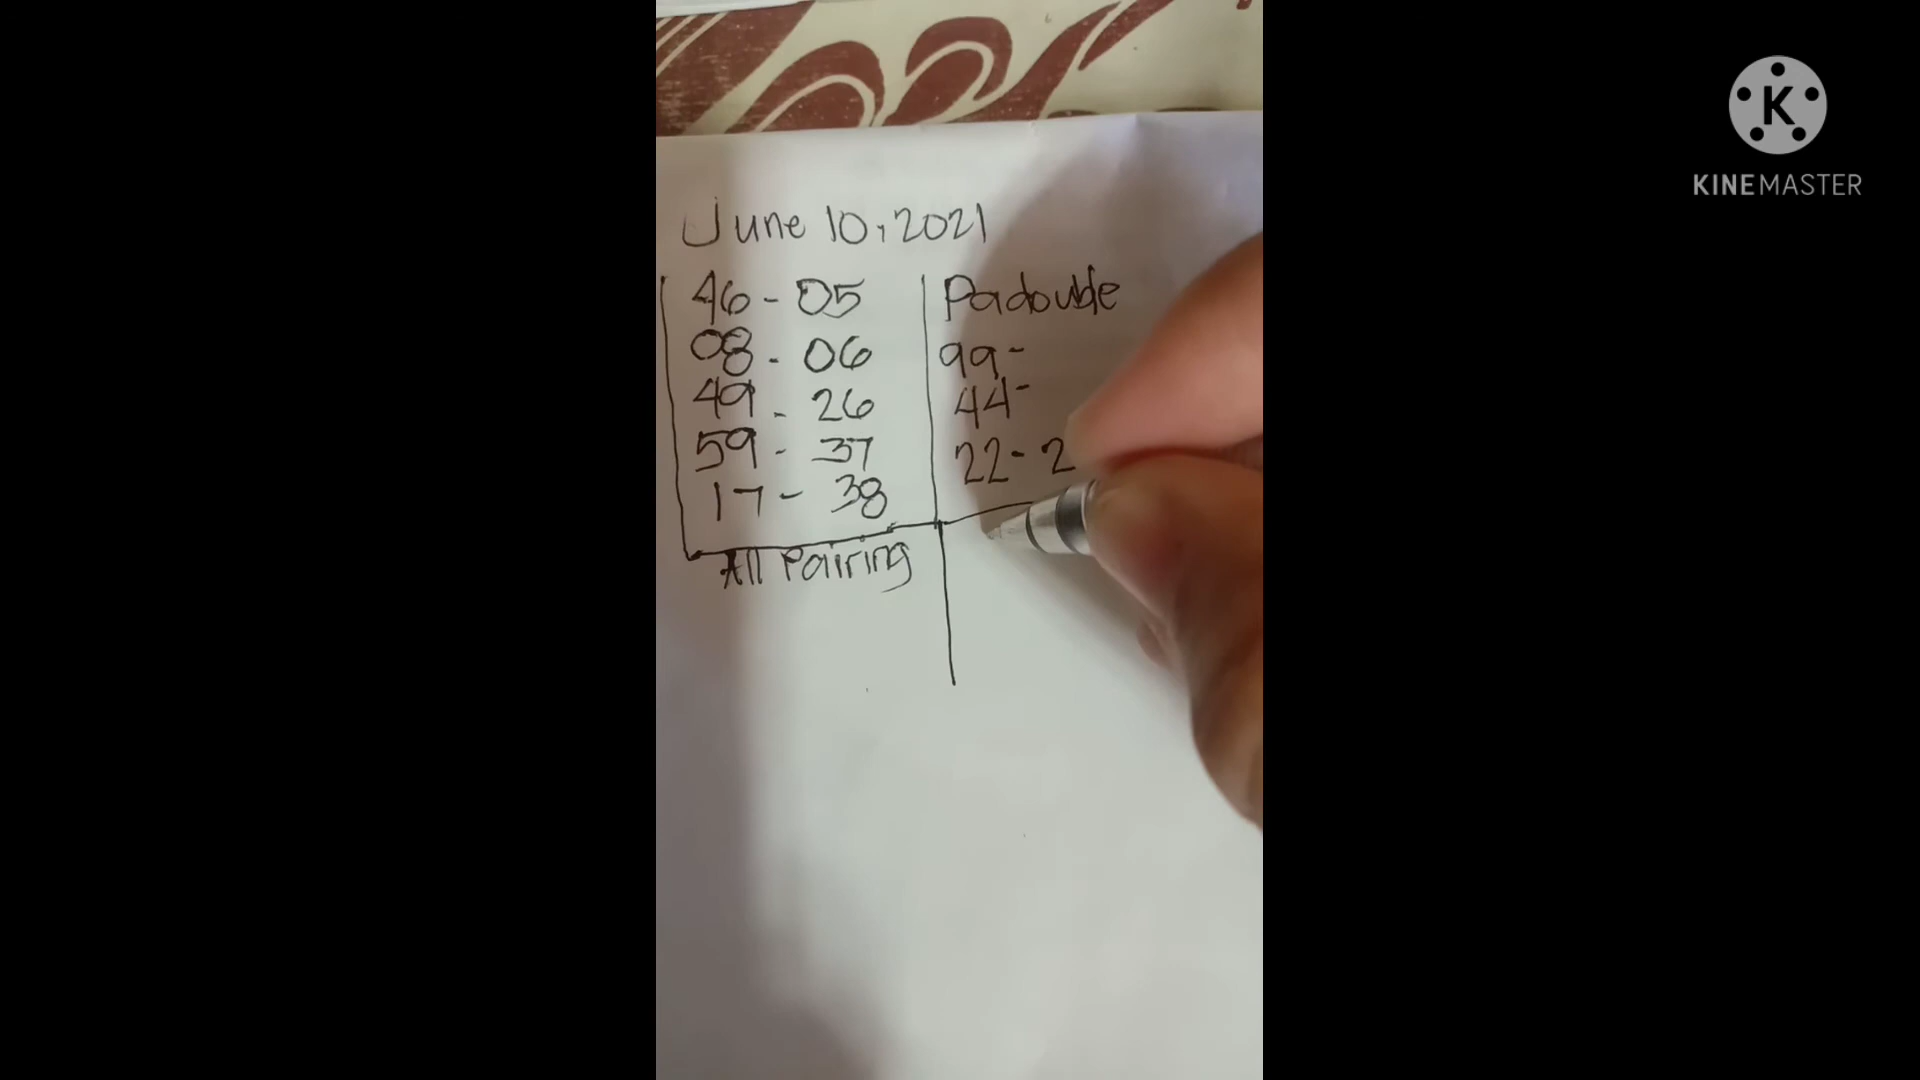 June 10, 2021
46 - 05
08 - 06
49 - 26
59 - 37
17 - 38
All Pairing
Padouble
99 -
44 -
22 - 2
K
KINEMASTER